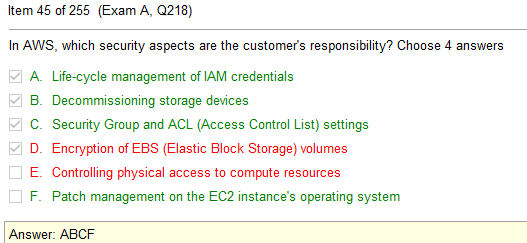 Item 45 of 255 (Exam A, Q218)
In AWS, which security aspects are the customer's responsibility? Choose 4 answers
A. Life-cycle management of IAM credentials
B. Decommissioning storage devices
C. Security Group and ACL (Access Control List) settings
D. Encryption of EBS (Elastic Block Storage) volumes
E. Controlling physical access to compute resources
F. Patch management on the EC2 instance's operating system
Answer: ABCF